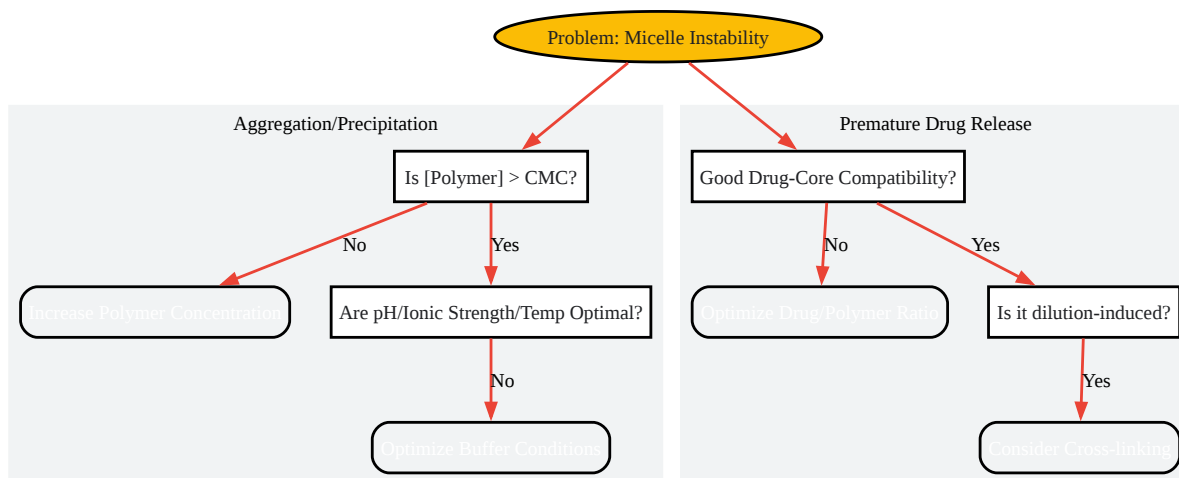 Problem: Micelle Instability
Aggregation/Precipitation
Premature Drug Release
Is [Polymer] > CMC?
Good Drug-Core Compatibility?
No
Yes
No
Yes
Increase Polymer Concentration
Are pH/Ionic Strength/Temp Optimal?
Optimize Drug/Polymer Ratio
Is it dilution-induced?
No
Yes
Optimize Buffer Conditions
Consider Cross-linking